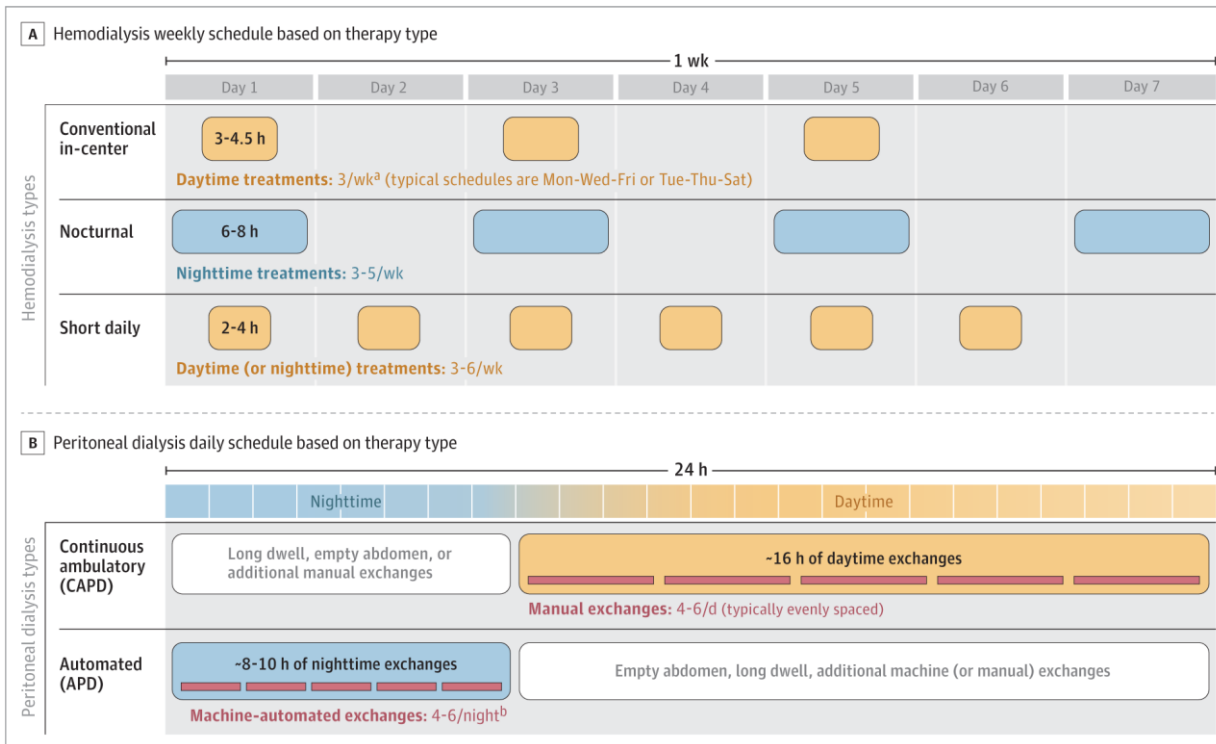 A Hemodialysis weekly schedule based on therapy type
1 wk
Day 1 Day 2 Day 3 Day 4 Day 5 Day 6 Day 7
Hemodialysis types
Conventional
in-center
3-4.5 h
Daytime treatments: 3/wkᵃ (typical schedules are Mon-Wed-Fri or Tue-Thu-Sat)
Nocturnal
6-8 h
Nighttime treatments: 3-5/wk
Short daily
2-4 h
Daytime (or nighttime) treatments: 3-6/wk
B Peritoneal dialysis daily schedule based on therapy type
24 h
Nighttime Daytime
Peritoneal dialysis types
Continuous
ambulatory
(CAPD)
Long dwell, empty abdomen, or
additional manual exchanges
~16 h of daytime exchanges
Manual exchanges: 4-6/d (typically evenly spaced)
Automated
(APD)
~8-10 h of nighttime exchanges
Empty abdomen, long dwell, additional machine (or manual) exchanges
Machine-automated exchanges: 4-6/nightᵇ